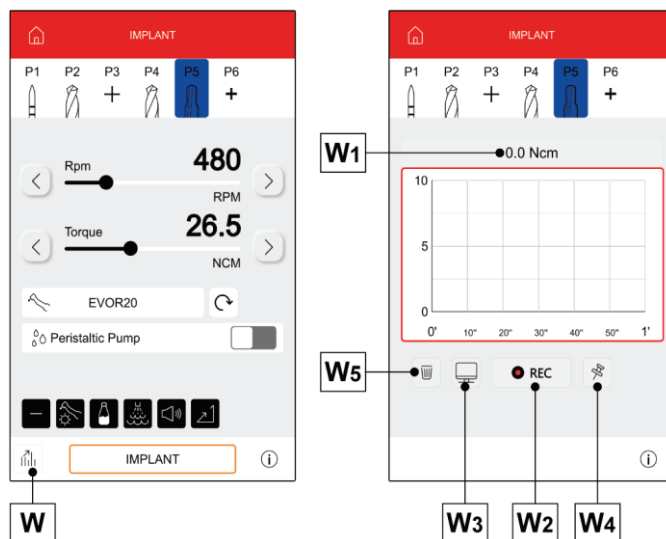 IMPLANT
P1 P2 P3 P4 P5 P6
Rpm 480
RPM
Torque 26.5
NCM
EVOR20
Peristaltic Pump
IMPLANT
W
IMPLANT
P1 P2 P3 P4 P5 P6
W1
0.0 Ncm
10
5
0
0' 10" 20" 30" 40" 50" 1'
W5
REC
W3 W2 W4